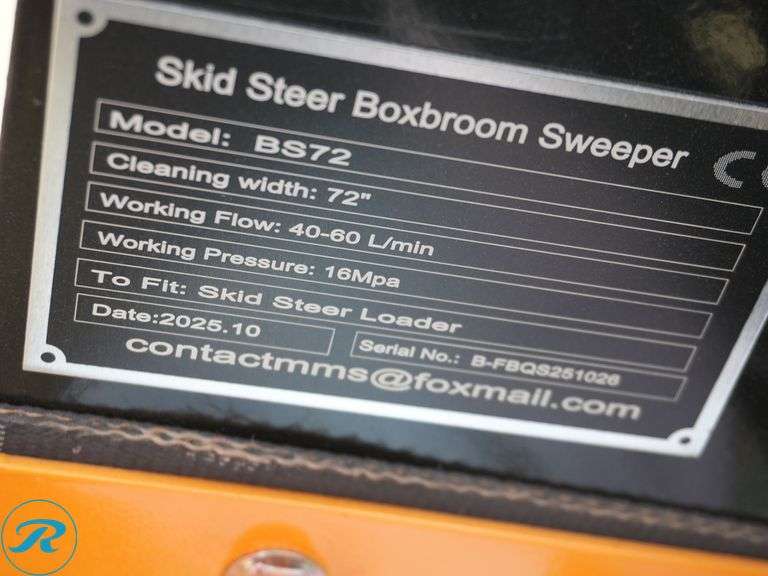 Skid Steer Boxbroom Sweeper
CE
Model: BS72
Cleaning width: 72"
Working Flow: 40-60 L/min
Working Pressure: 16Mpa
To Fit: Skid Steer Loader
Date:2025.10
Serial No.: B-FBQS251026
contactmms@foxmail.com
R